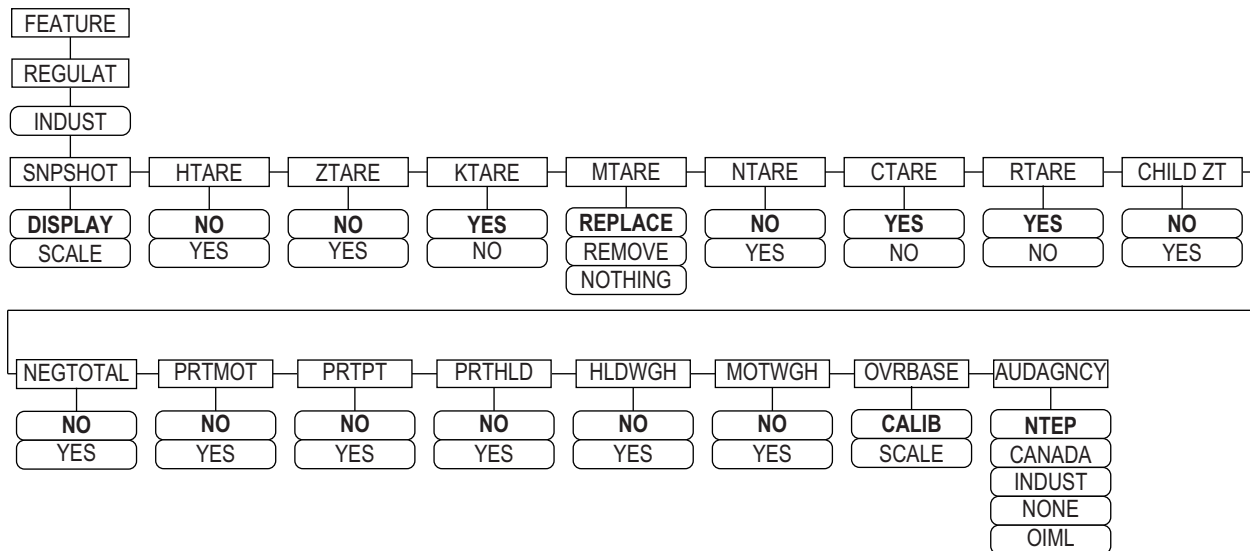 FEATURE
REGULAT
INDUST
SNPSHOT HTARE ZTARE KTARE MTARE NTARE CTARE RTARE CHILD ZT
DISPLAY NO NO YES REPLACE NO YES YES NO
SCALE YES YES NO REMOVE YES NO NO YES
NOTHING
NEGTOTAL PRTMOT PRTPT PRTHLD HLDWGH MOTWGH OVRBASE AUDAGNCY
NO NO NO NO NO NO CALIB NTEP
YES YES YES YES YES YES SCALE CANADA
INDUST
NONE
OIML